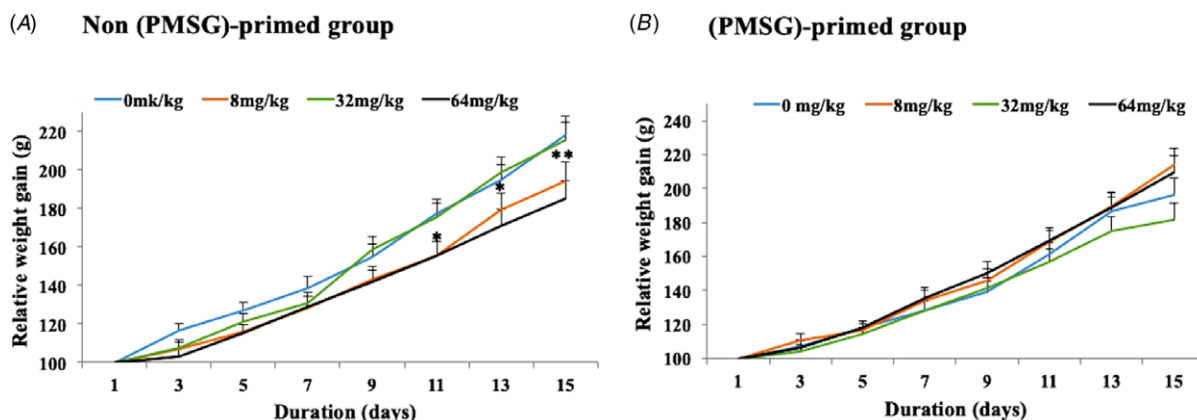 (A) Non (PMSG)-primed group
0mk/kg 8mg/kg 32mg/kg 64mg/kg
Relative weight gain (g)
220
200
180
160
140
120
100
* * **
1 3 5 7 9 11 13 15
Duration (days)
(B) (PMSG)-primed group
0 mg/kg 8mg/kg 32mg/kg 64mg/kg
Relative weight gain (g)
240
220
200
180
160
140
120
100
1 3 5 7 9 11 13 15
Duration (days)